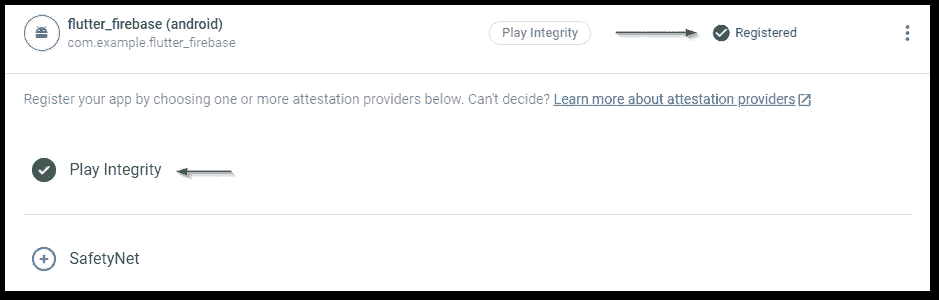 flutter_firebase (android)
com.example.flutter_firebase
Play Integrity
Registered
Register your app by choosing one or more attestation providers below. Can't decide? Learn more about attestation providers
Play Integrity
SafetyNet